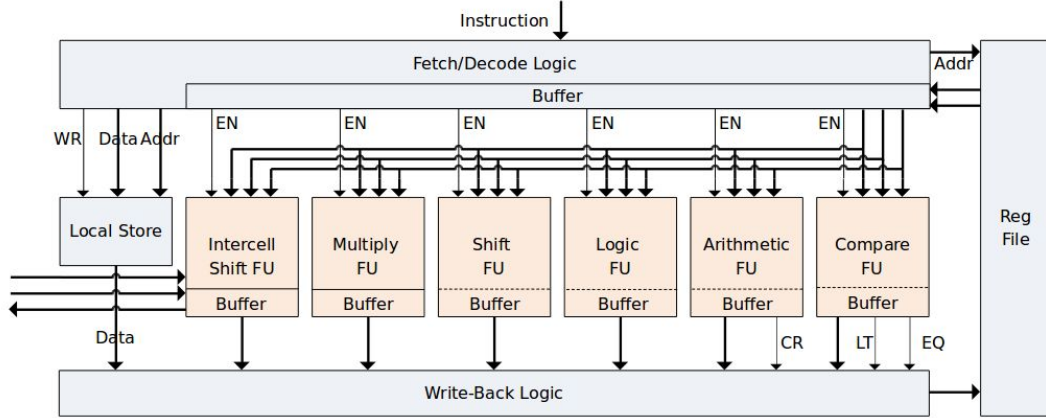 Instruction
Fetch/Decode Logic
Addr
Buffer
WR
Data
Addr
EN
EN
EN
EN
EN
EN
Local Store
Intercell
Shift FU
Multiply
FU
Shift
FU
Logic
FU
Arithmetic
FU
Compare
FU
Reg
File
Buffer
Buffer
Buffer
Buffer
Buffer
Buffer
Data
CR
LT
EQ
Write-Back Logic